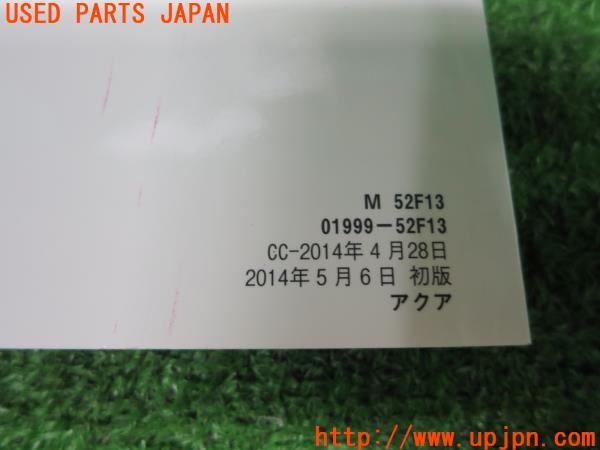 USED PARTS JAPAN
M 52F13
01999-52F13
CC-2014年4月28日
2014年5月6日 初版
アクア
http://www.upjpn.com/